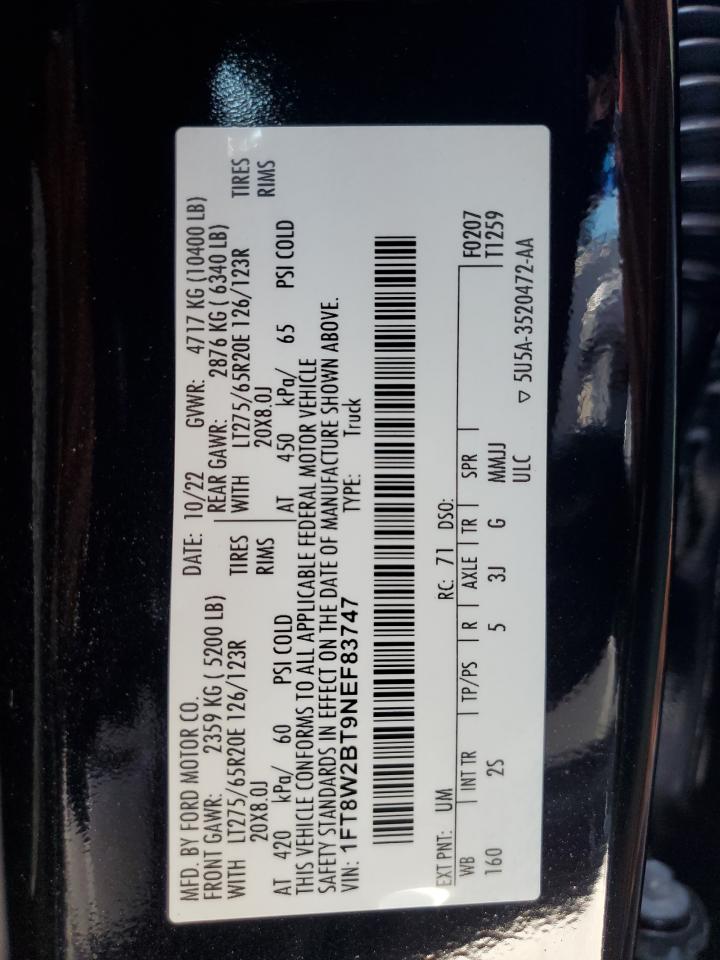 MFD. BY FORD MOTOR CO.
DATE: 10/22 GVWR: 4717 KG (10400 LB)
FRONT GAWR: 2359 KG ( 5200 LB) REAR GAWR: 2876 KG ( 6340 LB)
WITH LT275/65R20E 126/123R TIRES WITH LT275/65R20E 126/123R TIRES
20X8.0J RIMS 20X8.0J RIMS
AT 420 kPa/ 60 PSI COLD AT 450 kPa/ 65 PSI COLD
THIS VEHICLE CONFORMS TO ALL APPLICABLE FEDERAL MOTOR VEHICLE
SAFETY STANDARDS IN EFFECT ON THE DATE OF MANUFACTURE SHOWN ABOVE.
VIN: 1FT8W2BT9NEF83747 TYPE: Truck
EXT PNT: UM RC: 71 DSO:
WB INT TR TP/PS R AXLE TR SPR F0207
160 2S 5 3J G MMJJ T1259
ULC ▽ 5U5A-3520472-AA